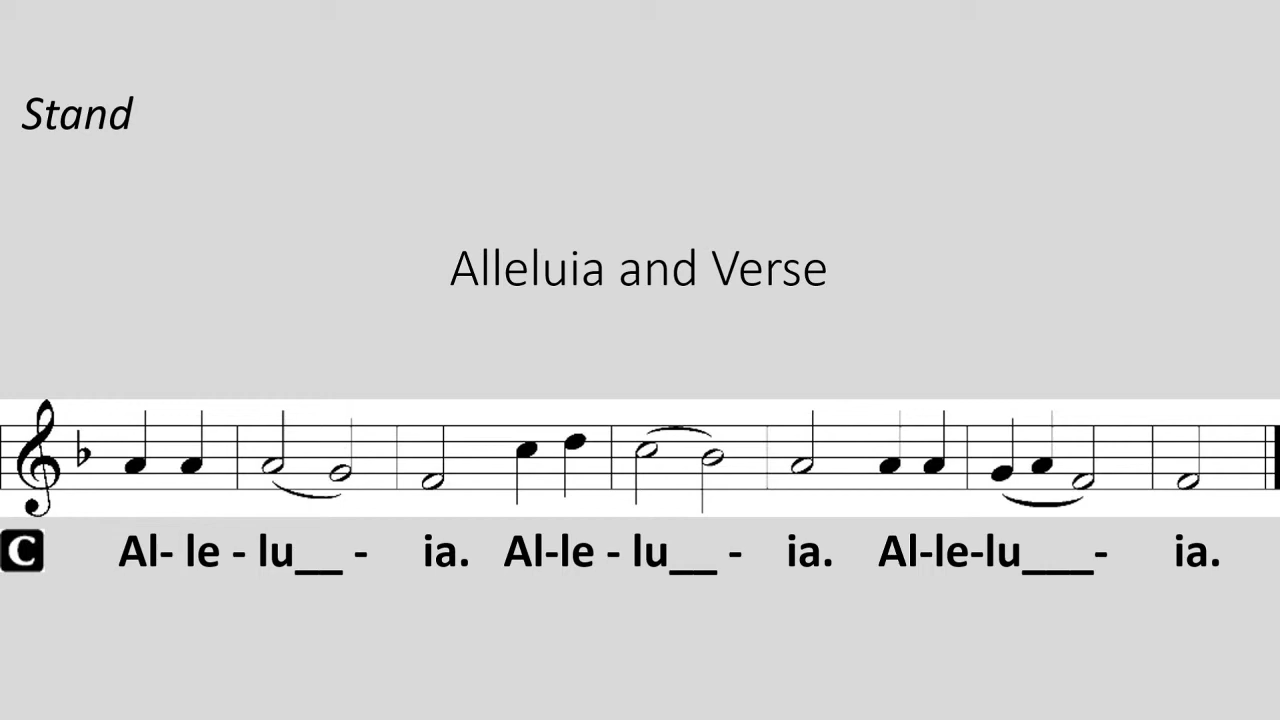 Stand
Alleluia and Verse
C Al- le - lu__ - ia. Al-le - lu__ - ia. Al-le-lu___- ia.